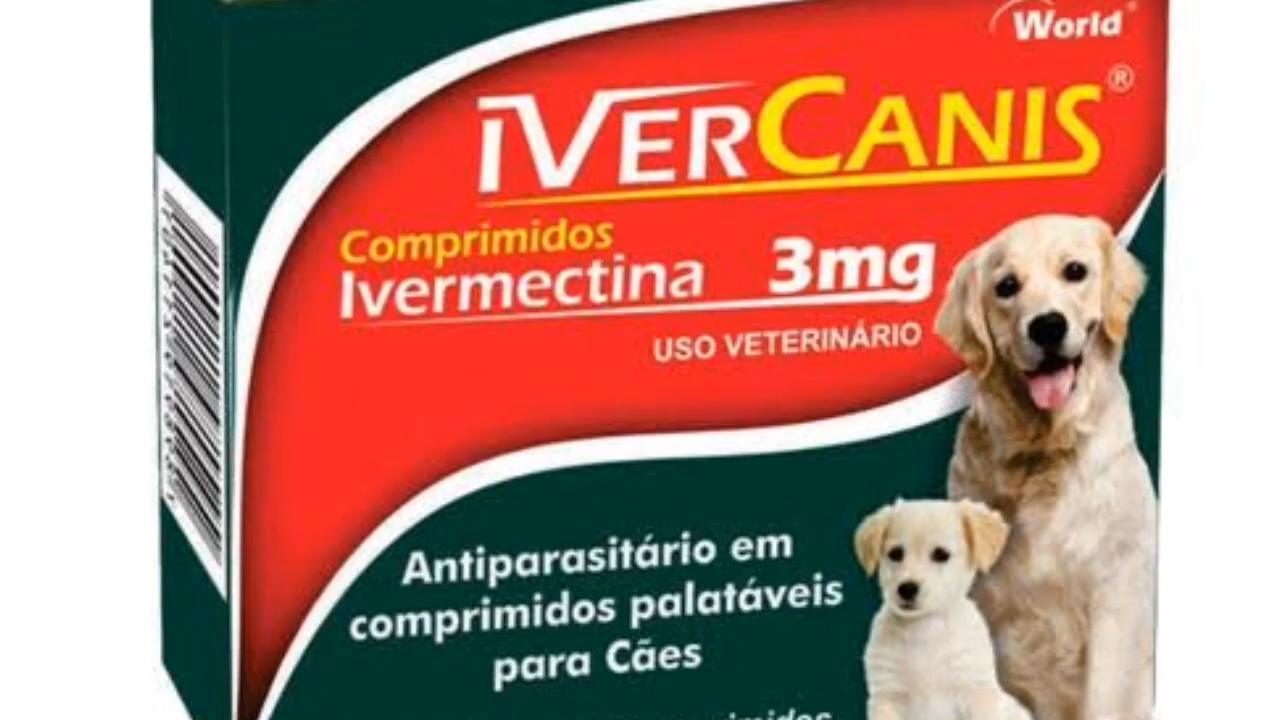 World
IVERCANIS®
Comprimidos
Ivermectina 3mg
USO VETERINÁRIO
Antiparasitário em
comprimidos palatáveis
para Cães